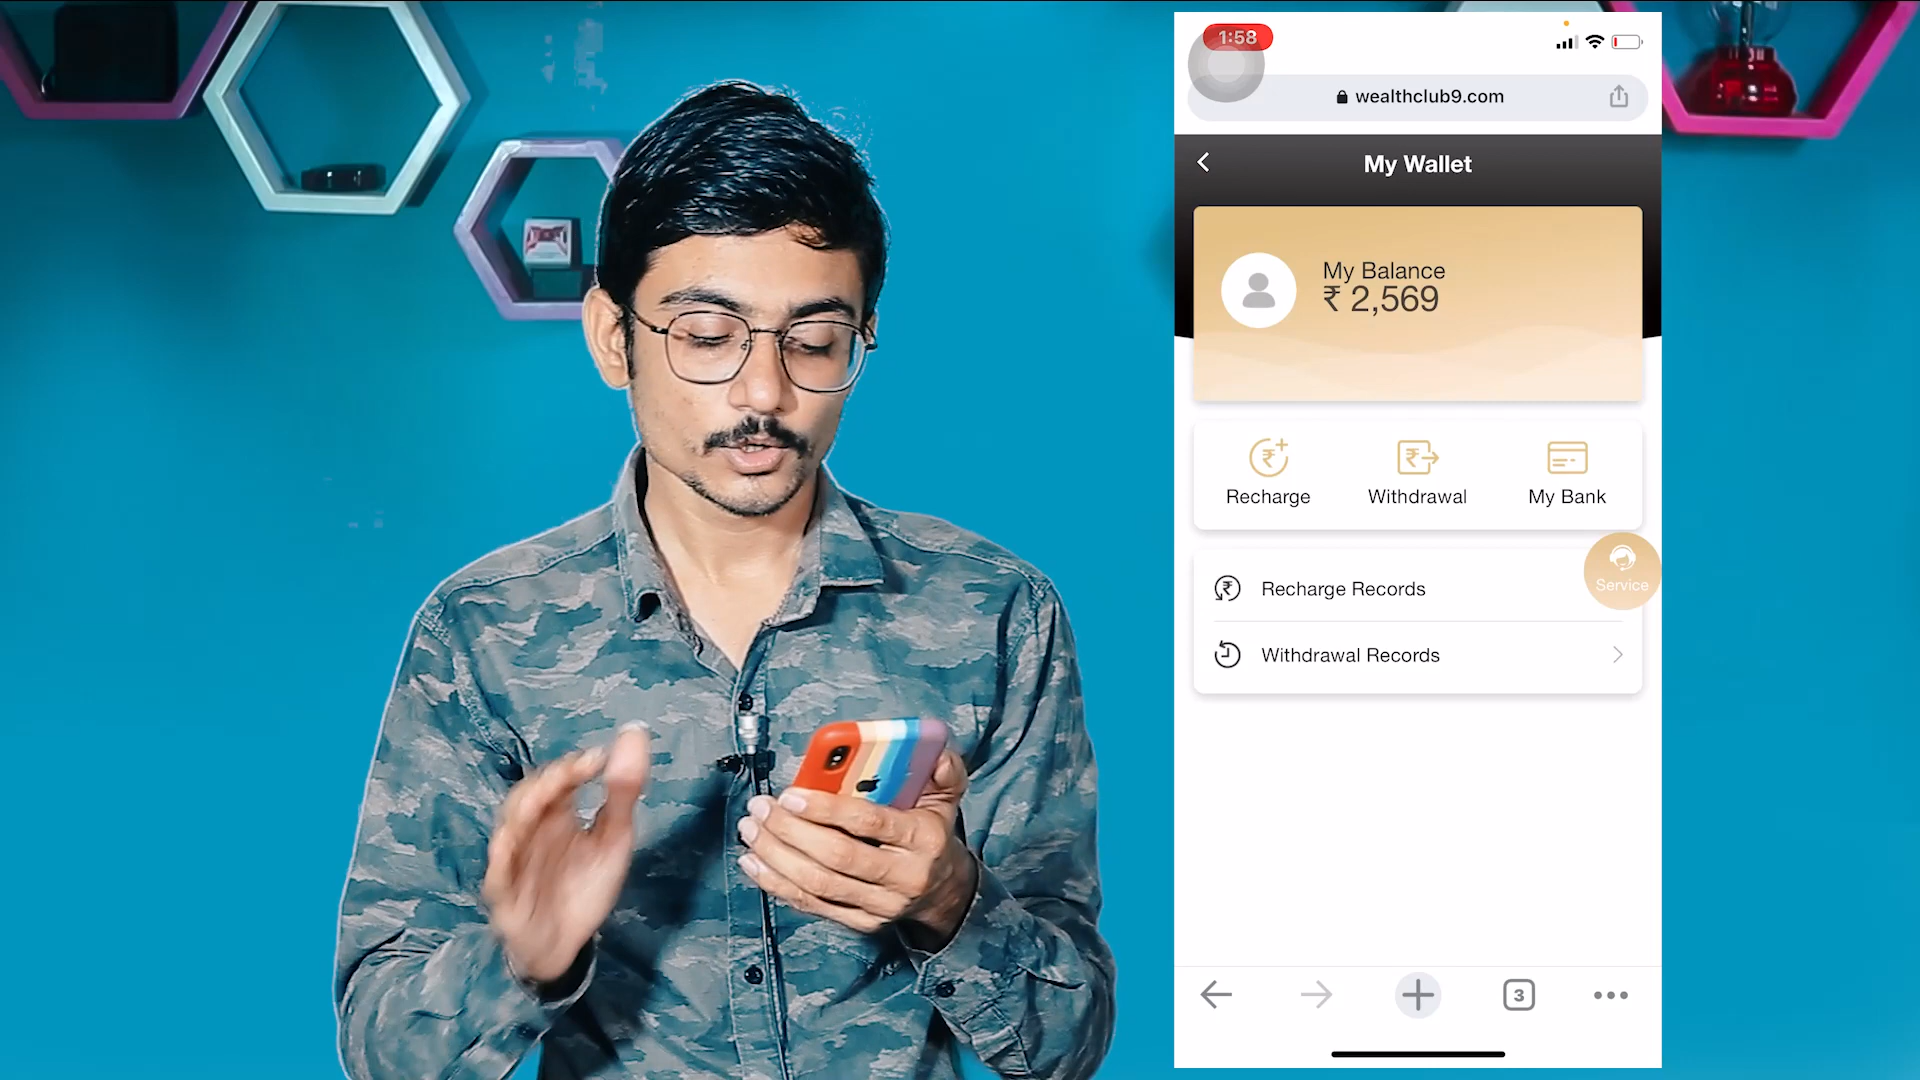 1:58
wealthclub9.com
My Wallet
My Balance
₹ 2,569
Recharge
Withdrawal
My Bank
Service
Recharge Records
Withdrawal Records
3